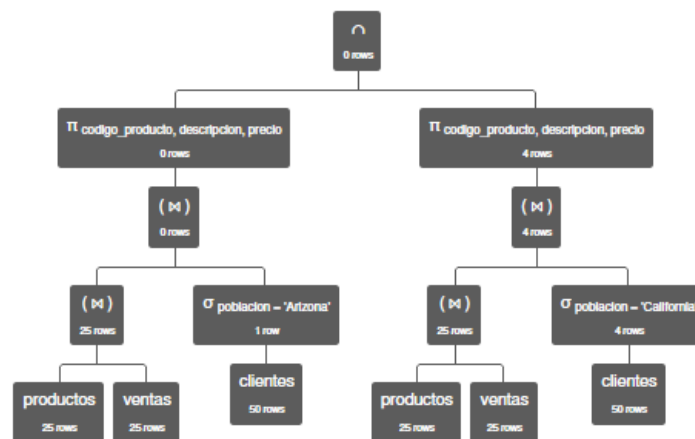 ∩
0 rows
π codigo_producto, descripcion, precio
0 rows
π codigo_producto, descripcion, precio
4 rows
( ⋈ )
0 rows
( ⋈ )
4 rows
( ⋈ )
25 rows
σ poblacion = 'Arizona'
1 row
( ⋈ )
25 rows
σ poblacion = 'California'
4 rows
productos
25 rows
ventas
25 rows
clientes
50 rows
productos
25 rows
ventas
25 rows
clientes
50 rows